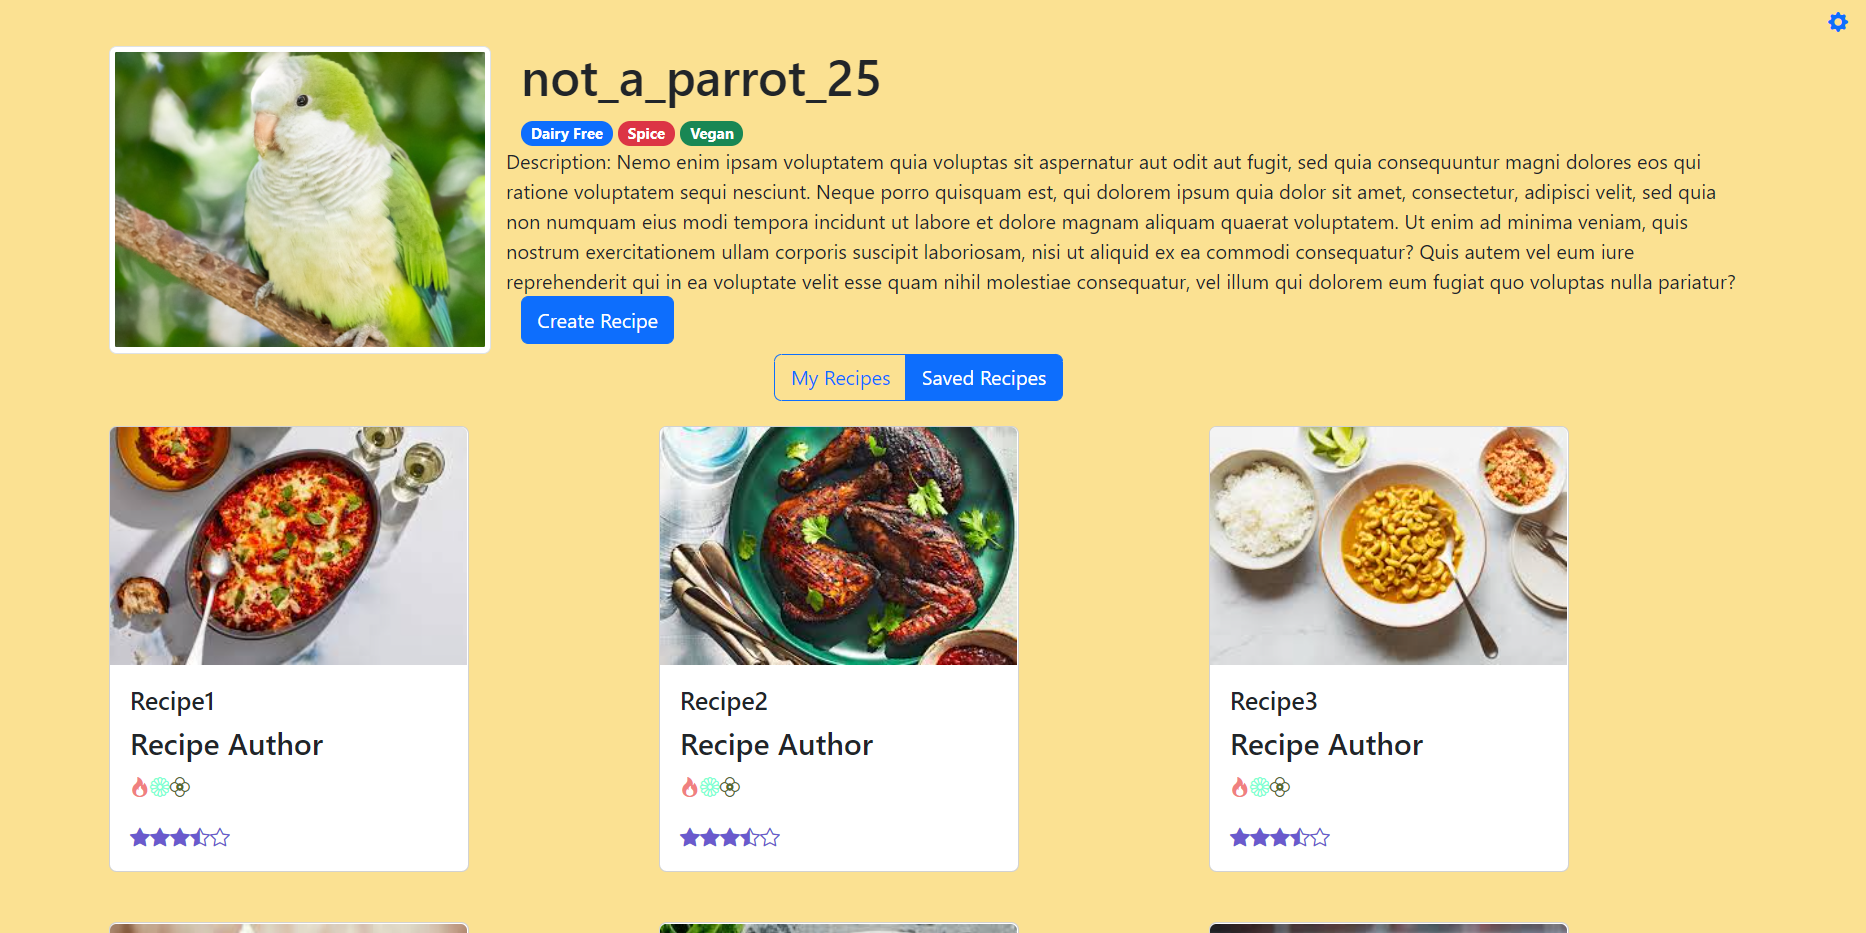 not_a_parrot_25
Dairy Free Spice Vegan
Description: Nemo enim ipsam voluptatem quia voluptas sit aspernatur aut odit aut fugit, sed quia consequuntur magni dolores eos qui
ratione voluptatem sequi nesciunt. Neque porro quisquam est, qui dolorem ipsum quia dolor sit amet, consectetur, adipisci velit, sed quia
non numquam eius modi tempora incidunt ut labore et dolore magnam aliquam quaerat voluptatem. Ut enim ad minima veniam, quis
nostrum exercitationem ullam corporis suscipit laboriosam, nisi ut aliquid ex ea commodi consequatur? Quis autem vel eum iure
reprehenderit qui in ea voluptate velit esse quam nihil molestiae consequatur, vel illum qui dolorem eum fugiat quo voluptas nulla pariatur?
Create Recipe
My Recipes Saved Recipes
Recipe1
Recipe Author
Recipe2
Recipe Author
Recipe3
Recipe Author